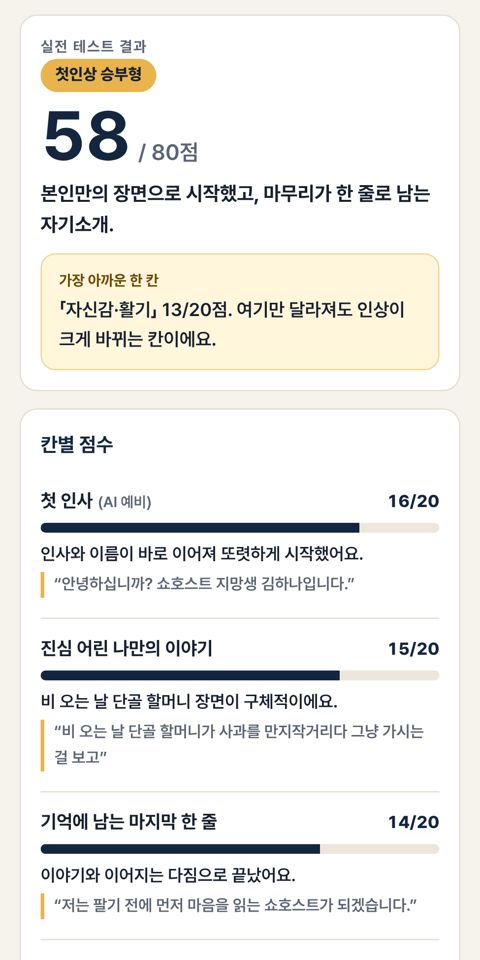 실전 테스트 결과
첫인상 승부형
58 / 80점
본인만의 장면으로 시작했고, 마무리가 한 줄로 남는
자기소개.
가장 아까운 한 칸
「자신감·활기」 13/20점. 여기만 달라져도 인상이
크게 바뀌는 칸이에요.
칸별 점수
첫 인사 (AI 예비) 16/20
인사와 이름이 바로 이어져 또렷하게 시작했어요.
“안녕하십니까? 쇼호스트 지망생 김하나입니다.”
진심 어린 나만의 이야기 15/20
비 오는 날 단골 할머니 장면이 구체적이에요.
“비 오는 날 단골 할머니가 사과를 만지작거리다 그냥 가시는
걸 보고”
기억에 남는 마지막 한 줄 14/20
이야기와 이어지는 다짐으로 끝났어요.
“저는 팔기 전에 먼저 마음을 읽는 쇼호스트가 되겠습니다.”